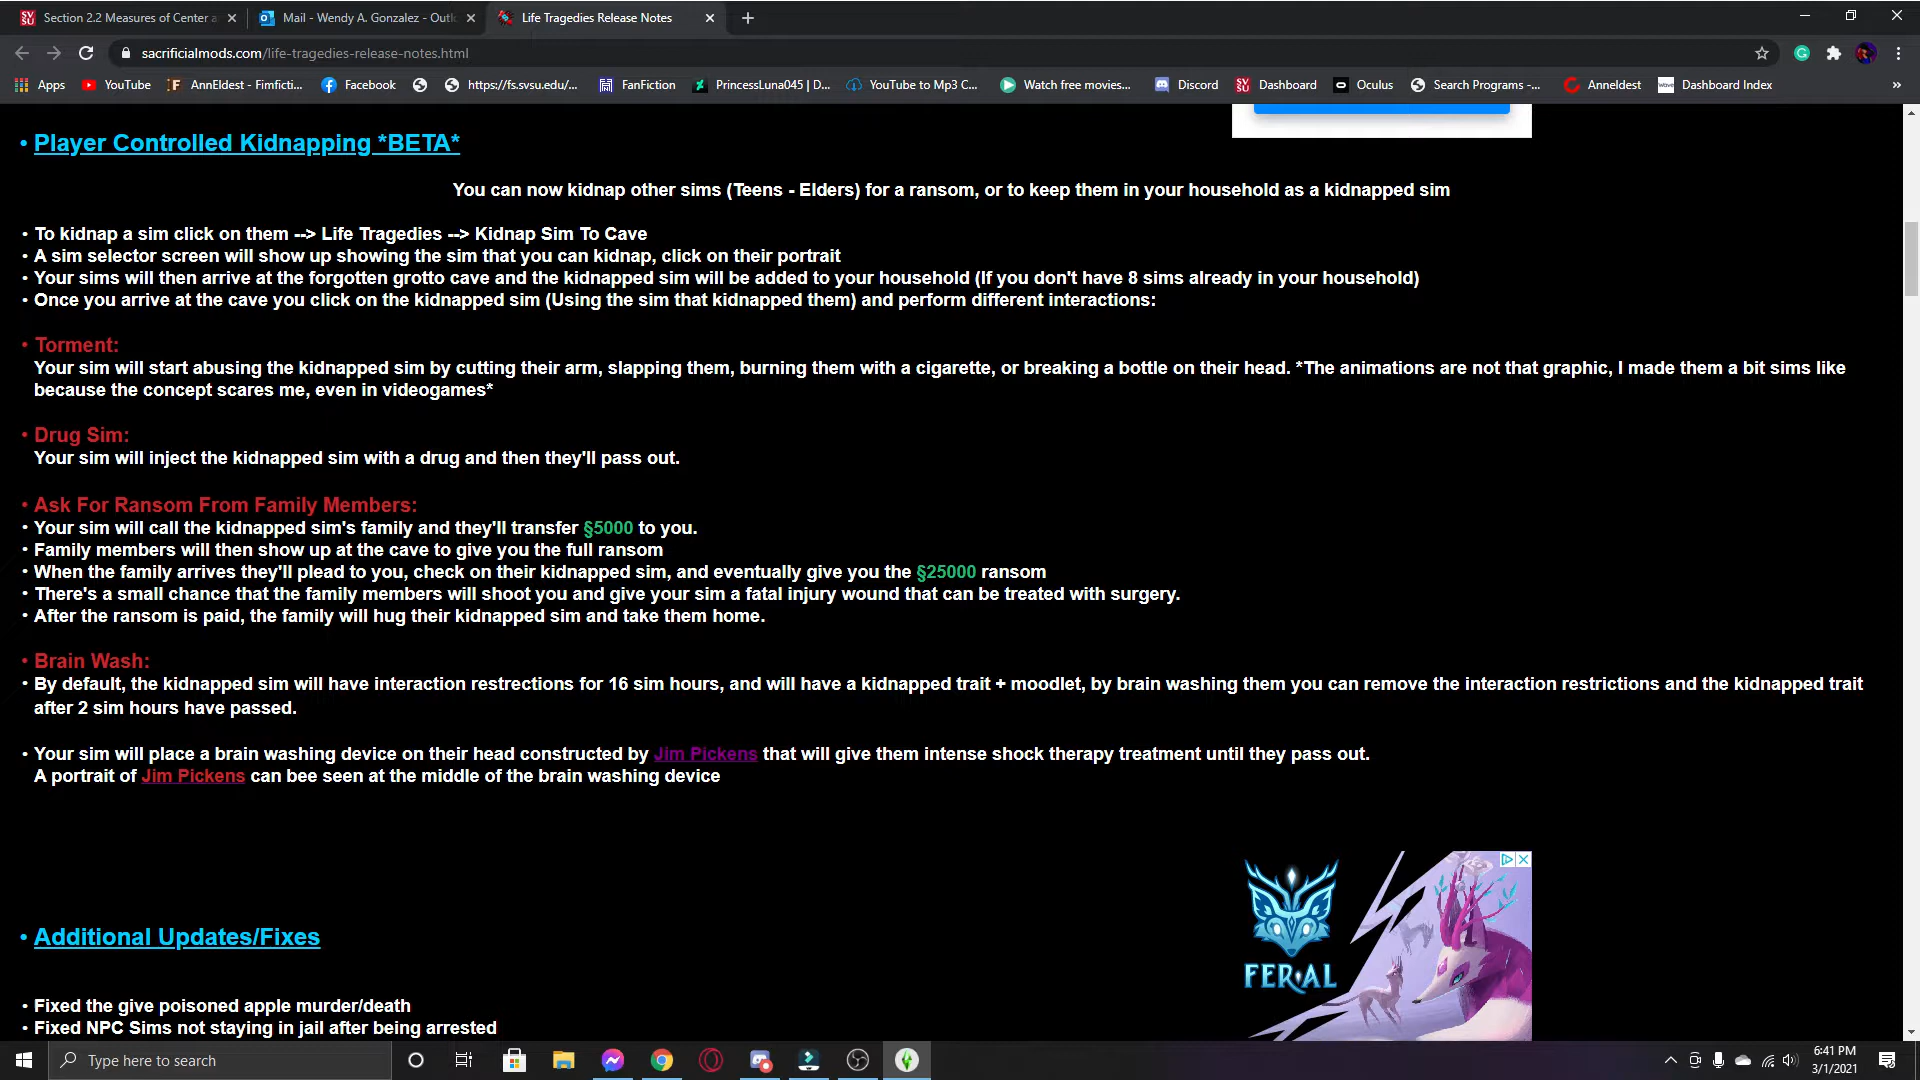 Section 2.2 Measures of Center a
Mail - Wendy A. Gonzalez - Outl
Life Tragedies Release Notes
sacrificialmods.com/life-tragedies-release-notes.html
Apps
YouTube
AnnEldest - Fimficti...
Facebook
https://fs.svsu.edu/...
FanFiction
PrincessLuna045 | D...
YouTube to Mp3 C...
Watch free movies...
Discord
Dashboard
Oculus
Search Programs -...
Anneldest
Dashboard Index
• Player Controlled Kidnapping *BETA*
You can now kidnap other sims (Teens - Elders) for a ransom, or to keep them in your household as a kidnapped sim
• To kidnap a sim click on them --> Life Tragedies --> Kidnap Sim To Cave
• A sim selector screen will show up showing the sim that you can kidnap, click on their portrait
• Your sims will then arrive at the forgotten grotto cave and the kidnapped sim will be added to your household (If you don't have 8 sims already in your household)
• Once you arrive at the cave you click on the kidnapped sim (Using the sim that kidnapped them) and perform different interactions:
• Torment:
Your sim will start abusing the kidnapped sim by cutting their arm, slapping them, burning them with a cigarette, or breaking a bottle on their head. *The animations are not that graphic, I made them a bit sims like
because the concept scares me, even in videogames*
• Drug Sim:
Your sim will inject the kidnapped sim with a drug and then they'll pass out.
• Ask For Ransom From Family Members:
• Your sim will call the kidnapped sim's family and they'll transfer §5000 to you.
• Family members will then show up at the cave to give you the full ransom
• When the family arrives they'll plead to you, check on their kidnapped sim, and eventually give you the §25000 ransom
• There's a small chance that the family members will shoot you and give your sim a fatal injury wound that can be treated with surgery.
• After the ransom is paid, the family will hug their kidnapped sim and take them home.
• Brain Wash:
• By default, the kidnapped sim will have interaction restrections for 16 sim hours, and will have a kidnapped trait + moodlet, by brain washing them you can remove the interaction restrictions and the kidnapped trait
after 2 sim hours have passed.
• Your sim will place a brain washing device on their head constructed by Jim Pickens that will give them intense shock therapy treatment until they pass out.
A portrait of Jim Pickens can bee seen at the middle of the brain washing device
FERAL
• Additional Updates/Fixes
• Fixed the give poisoned apple murder/death
• Fixed NPC Sims not staying in jail after being arrested
Type here to search
6:41 PM
3/1/2021